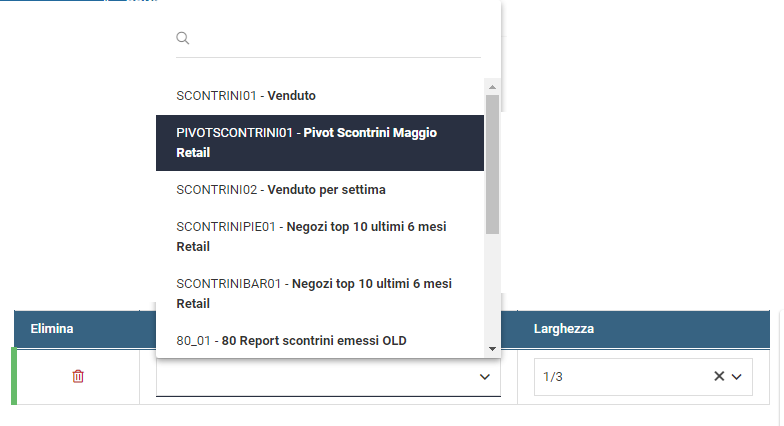 SCONTRINI01 - Venduto
PIVOTSCONTRINI01 - Pivot Scontrini Maggio
Retail
SCONTRINI02 - Venduto per settima
SCONTRINIPIE01 - Negozi top 10 ultimi 6 mesi
Retail
SCONTRINIBAR01 - Negozi top 10 ultimi 6 mesi
Retail
80_01 - 80 Report scontrini emessi OLD
Elimina
Larghezza
1/3